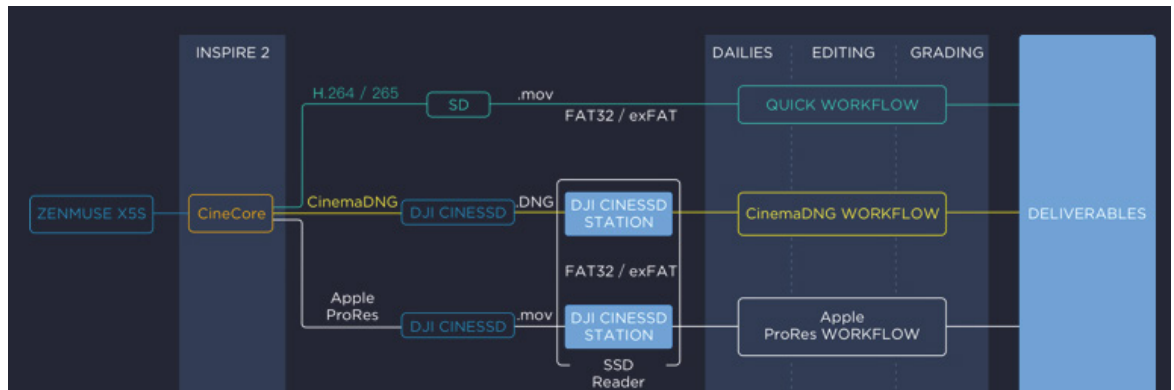 INSPIRE 2
DAILIES EDITING GRADING
H.264 / 265
SD
.mov
FAT32 / exFAT
QUICK WORKFLOW
ZENMUSE X5S
CineCore
CinemaDNG
DJI CINESSD
.DNG
DJI CINESSD
STATION
CinemaDNG WORKFLOW
DELIVERABLES
FAT32 / exFAT
Apple
ProRes
DJI CINESSD
.mov
DJI CINESSD
STATION
Apple
ProRes WORKFLOW
SSD
Reader